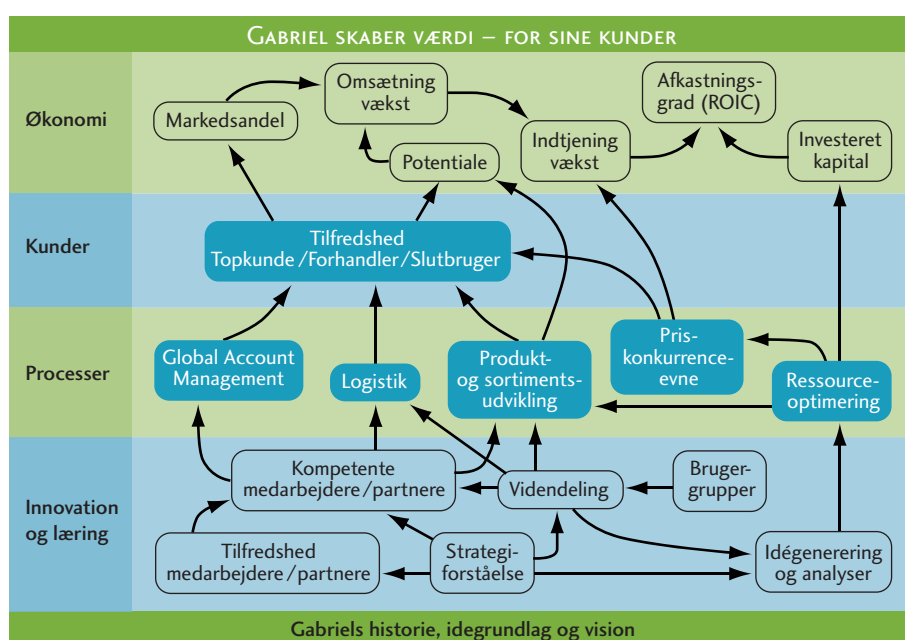 GABRIEL SKABER VÆRDI – FOR SINE KUNDER
Økonomi
Markedsandel
Omsætning
vækst
Potentiale
Indtjening
vækst
Afkastnings-
grad (ROIC)
Investeret
kapital
Kunder
Tilfredshed
Topkunde/Forhandler/Slutbruger
Processer
Global Account
Management
Logistik
Produkt-
og sortiments-
udvikling
Pris-
konkurrence-
evne
Ressource-
optimering
Innovation
og læring
Kompetente
medarbejdere/partnere
Videndeling
Bruger-
grupper
Tilfredshed
medarbejdere/partnere
Strategi-
forståelse
Idégenerering
og analyser
Gabriels historie, idegrundlag og vision